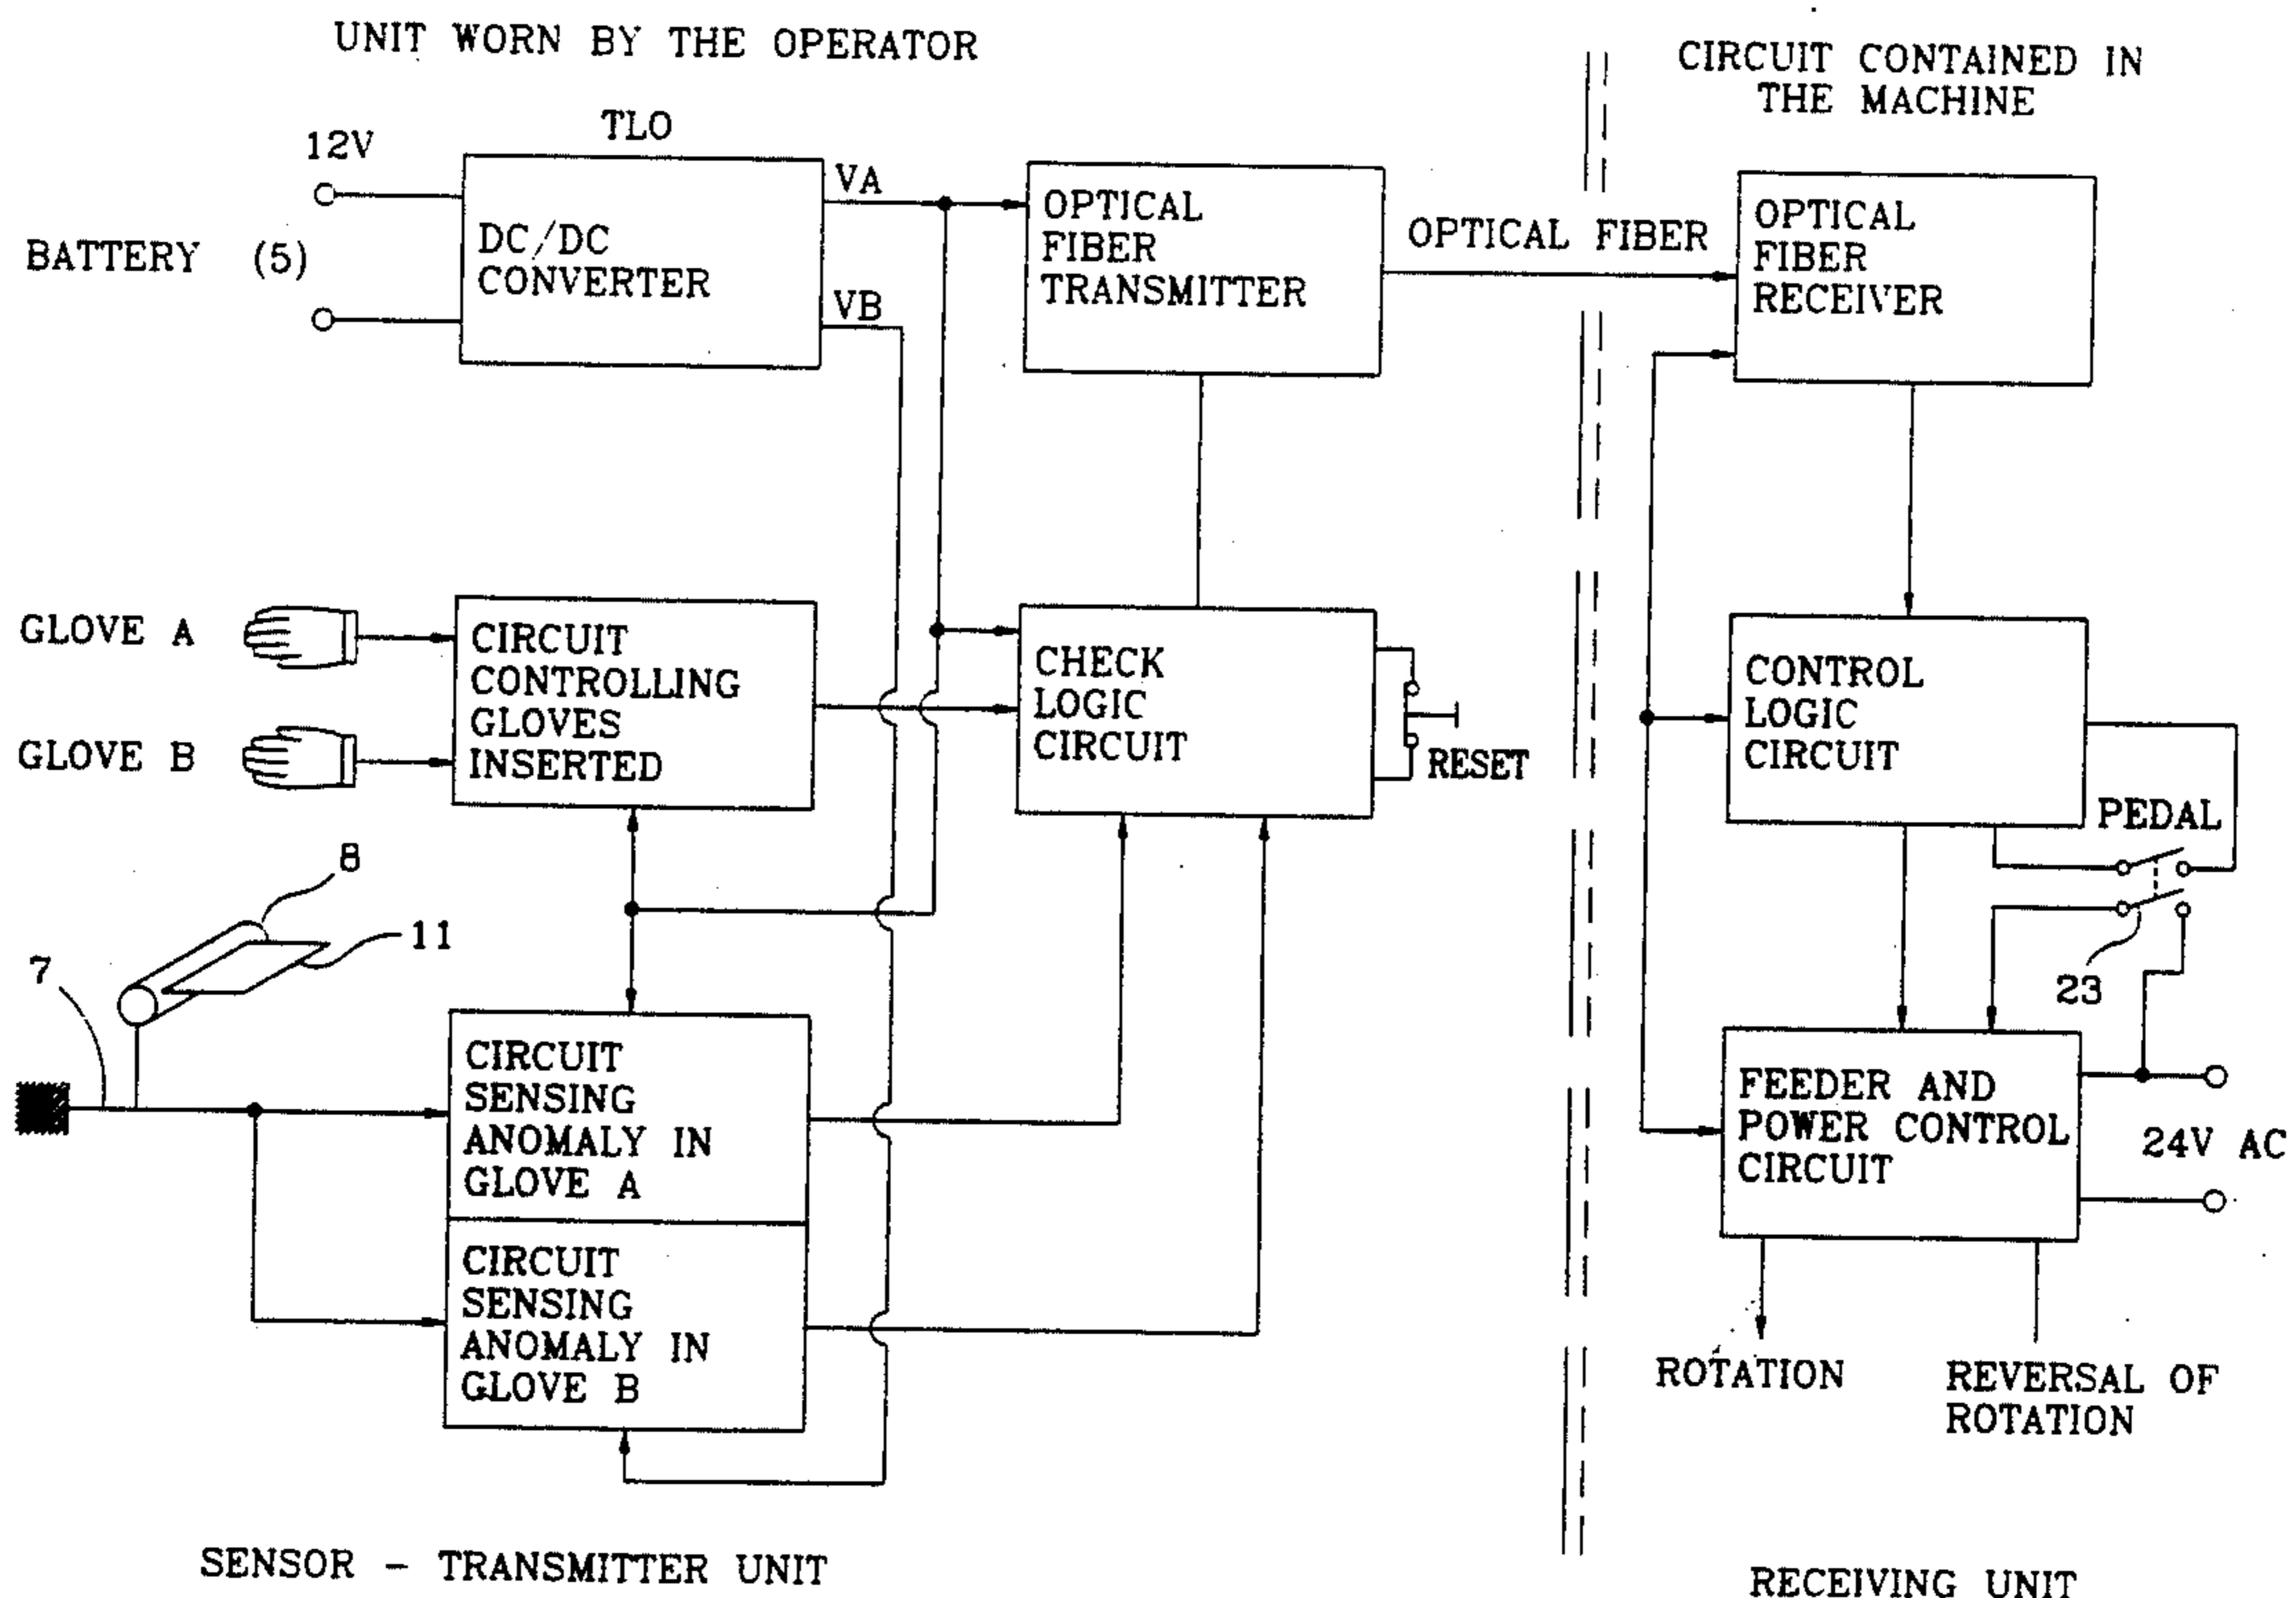 UNIT WORN BY THE OPERATOR
CIRCUIT CONTAINED IN
THE MACHINE
TLO
12V
BATTERY (5)
DC/DC
CONVERTER
VA
VB
OPTICAL
FIBER
TRANSMITTER
OPTICAL FIBER
OPTICAL
FIBER
RECEIVER
GLOVE A
GLOVE B
CIRCUIT
CONTROLLING
GLOVES
INSERTED
CHECK
LOGIC
CIRCUIT
RESET
CONTROL
LOGIC
CIRCUIT
PEDAL
23
8
11
7
CIRCUIT
SENSING
ANOMALY IN
GLOVE A
CIRCUIT
SENSING
ANOMALY IN
GLOVE B
FEEDER AND
POWER CONTROL
CIRCUIT
24V AC
ROTATION
REVERSAL OF
ROTATION
SENSOR - TRANSMITTER UNIT
RECEIVING UNIT